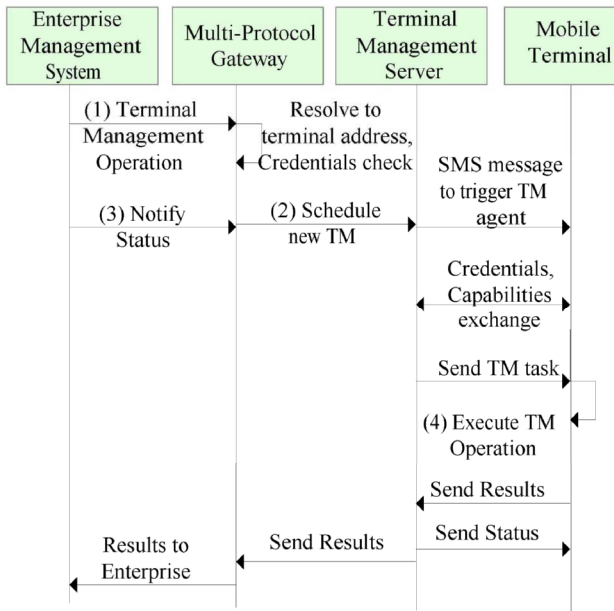 Enterprise
Management
System
Multi-Protocol
Gateway
Terminal
Management
Server
Mobile
Terminal
(1) Terminal
Management
Operation
Resolve to
terminal address,
Credentials check
SMS message
to trigger TM
agent
(3) Notify
Status
(2) Schedule
new TM
Credentials,
Capabilities
exchange
Send TM task
(4) Execute TM
Operation
Send Results
Send Status
Send Results
Results to
Enterprise